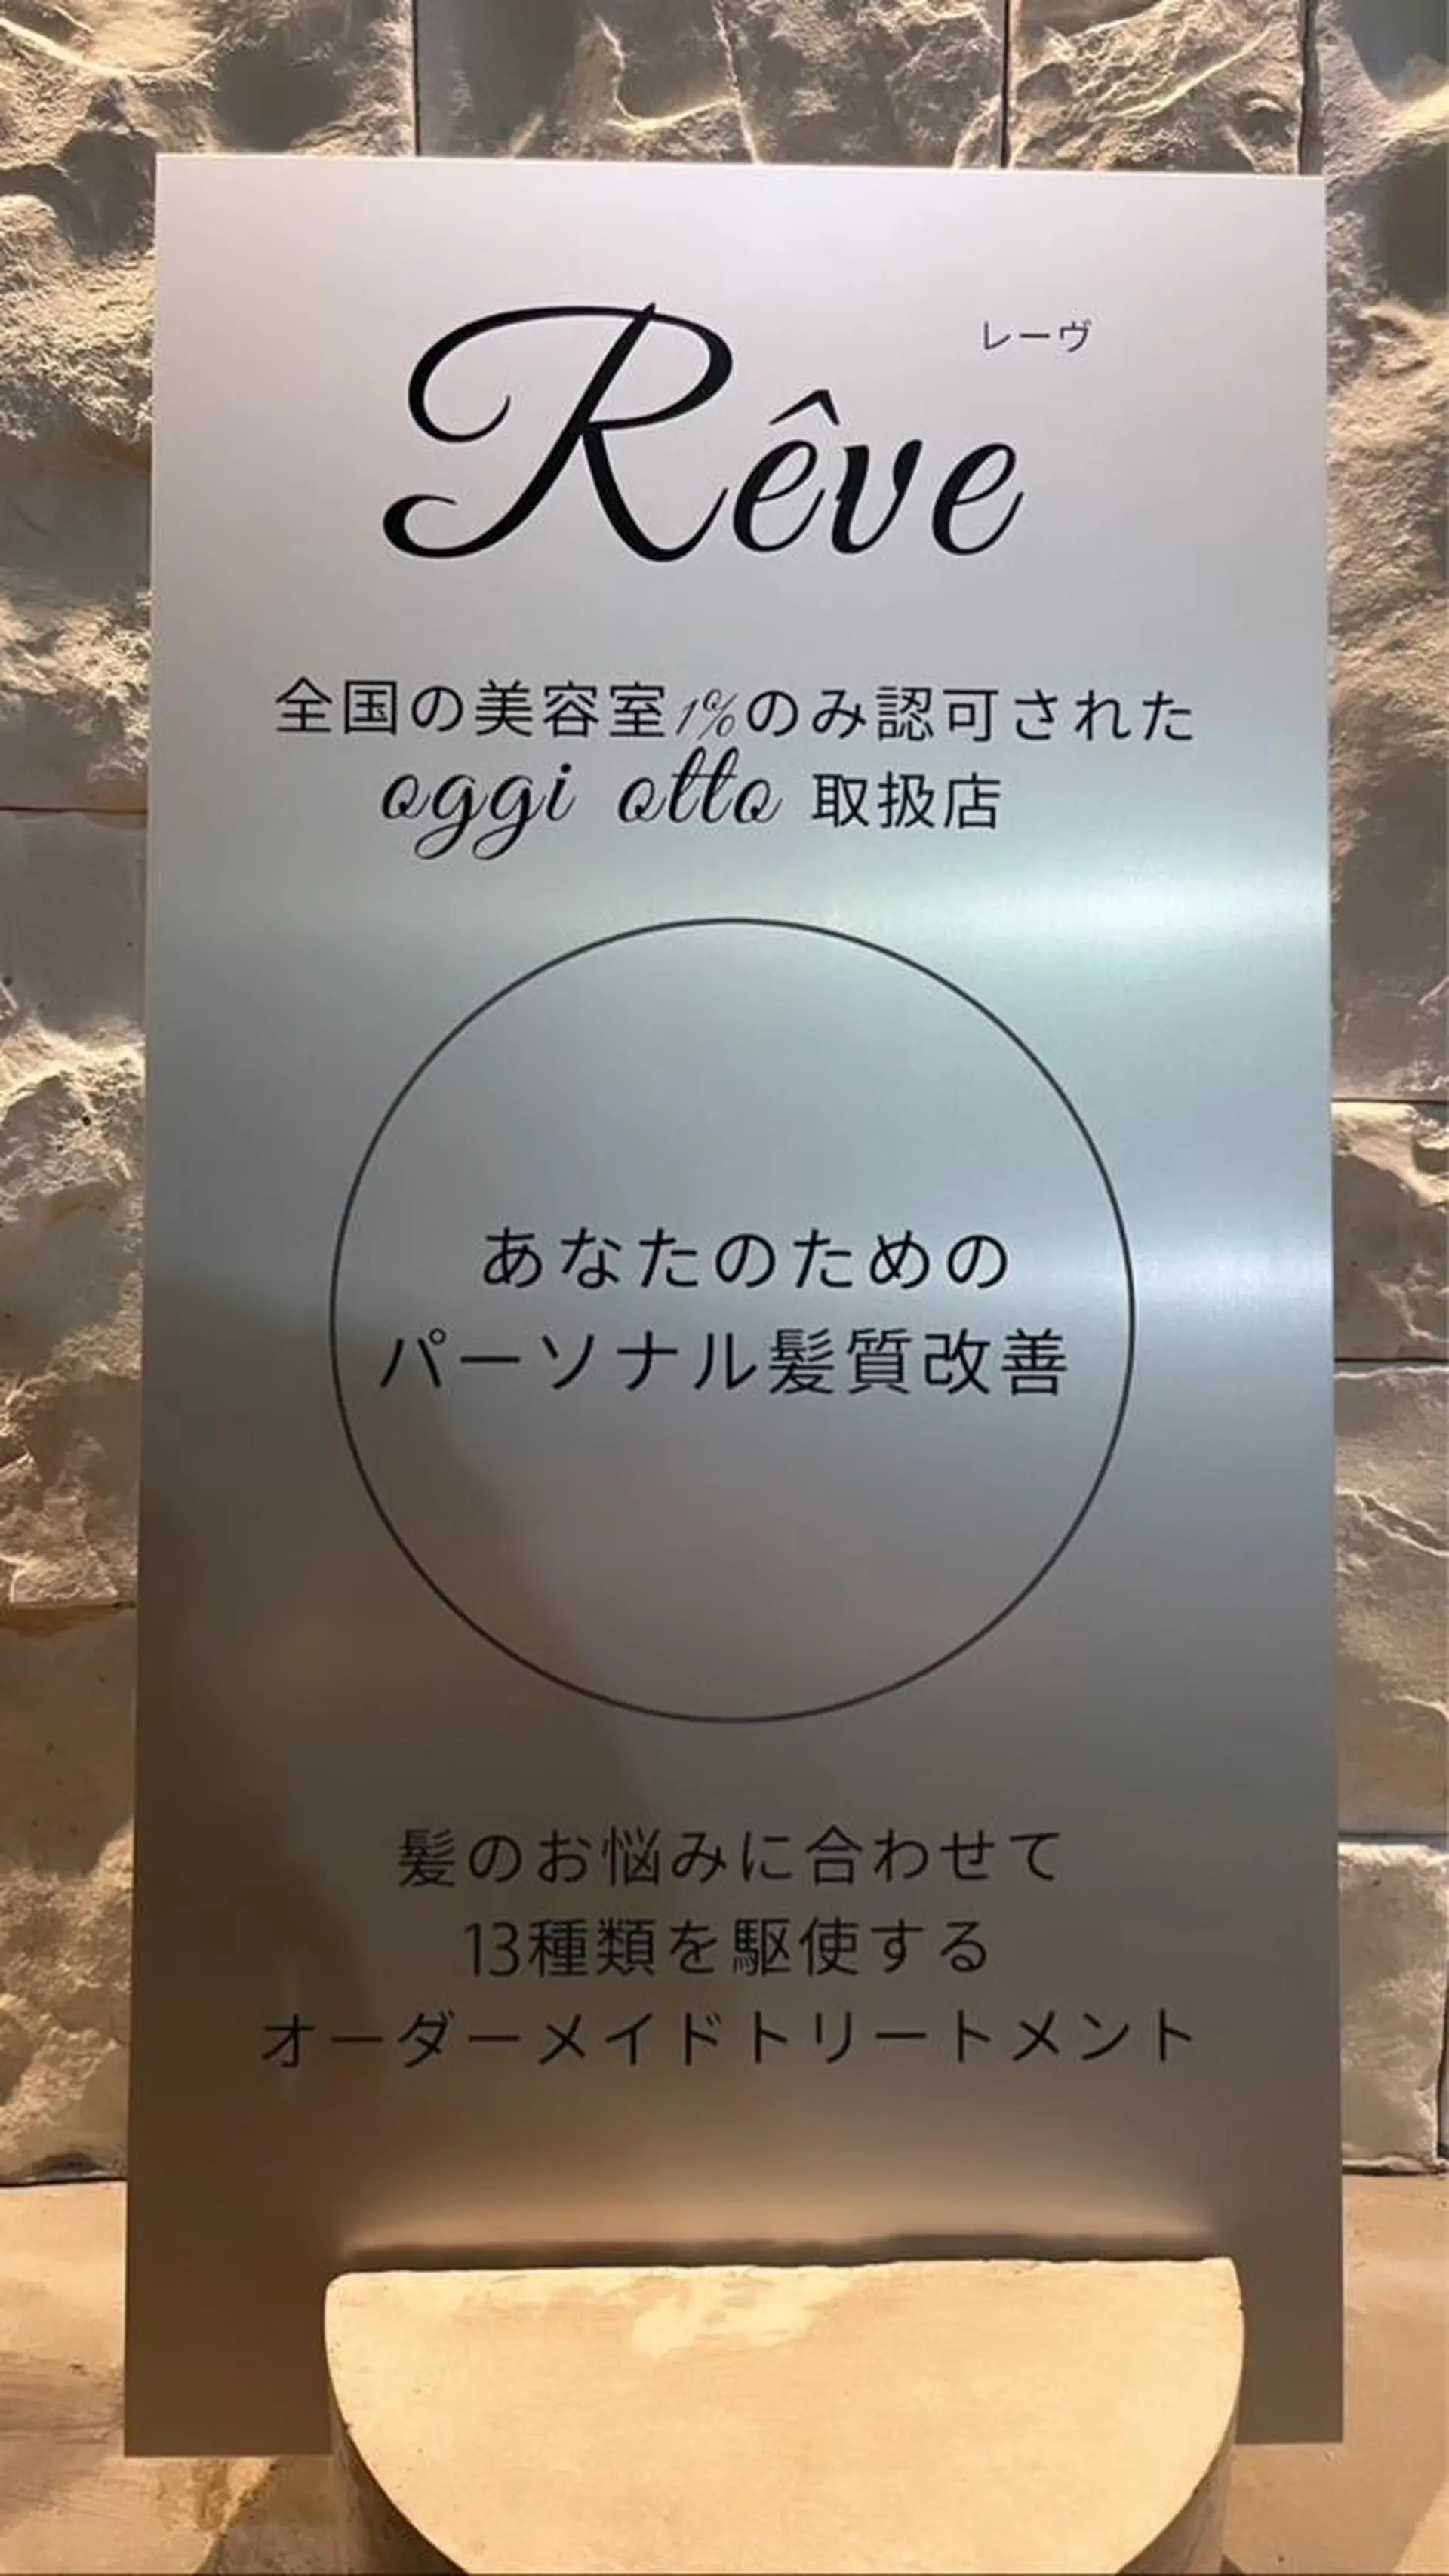 レーヴ
Rêve
全国の美容室1%のみ認可された
oggi otto 取扱店
あなたのための
パーソナル髪質改善
髪のお悩みに合わせて
13種類を駆使する
オーダーメイドトリートメント